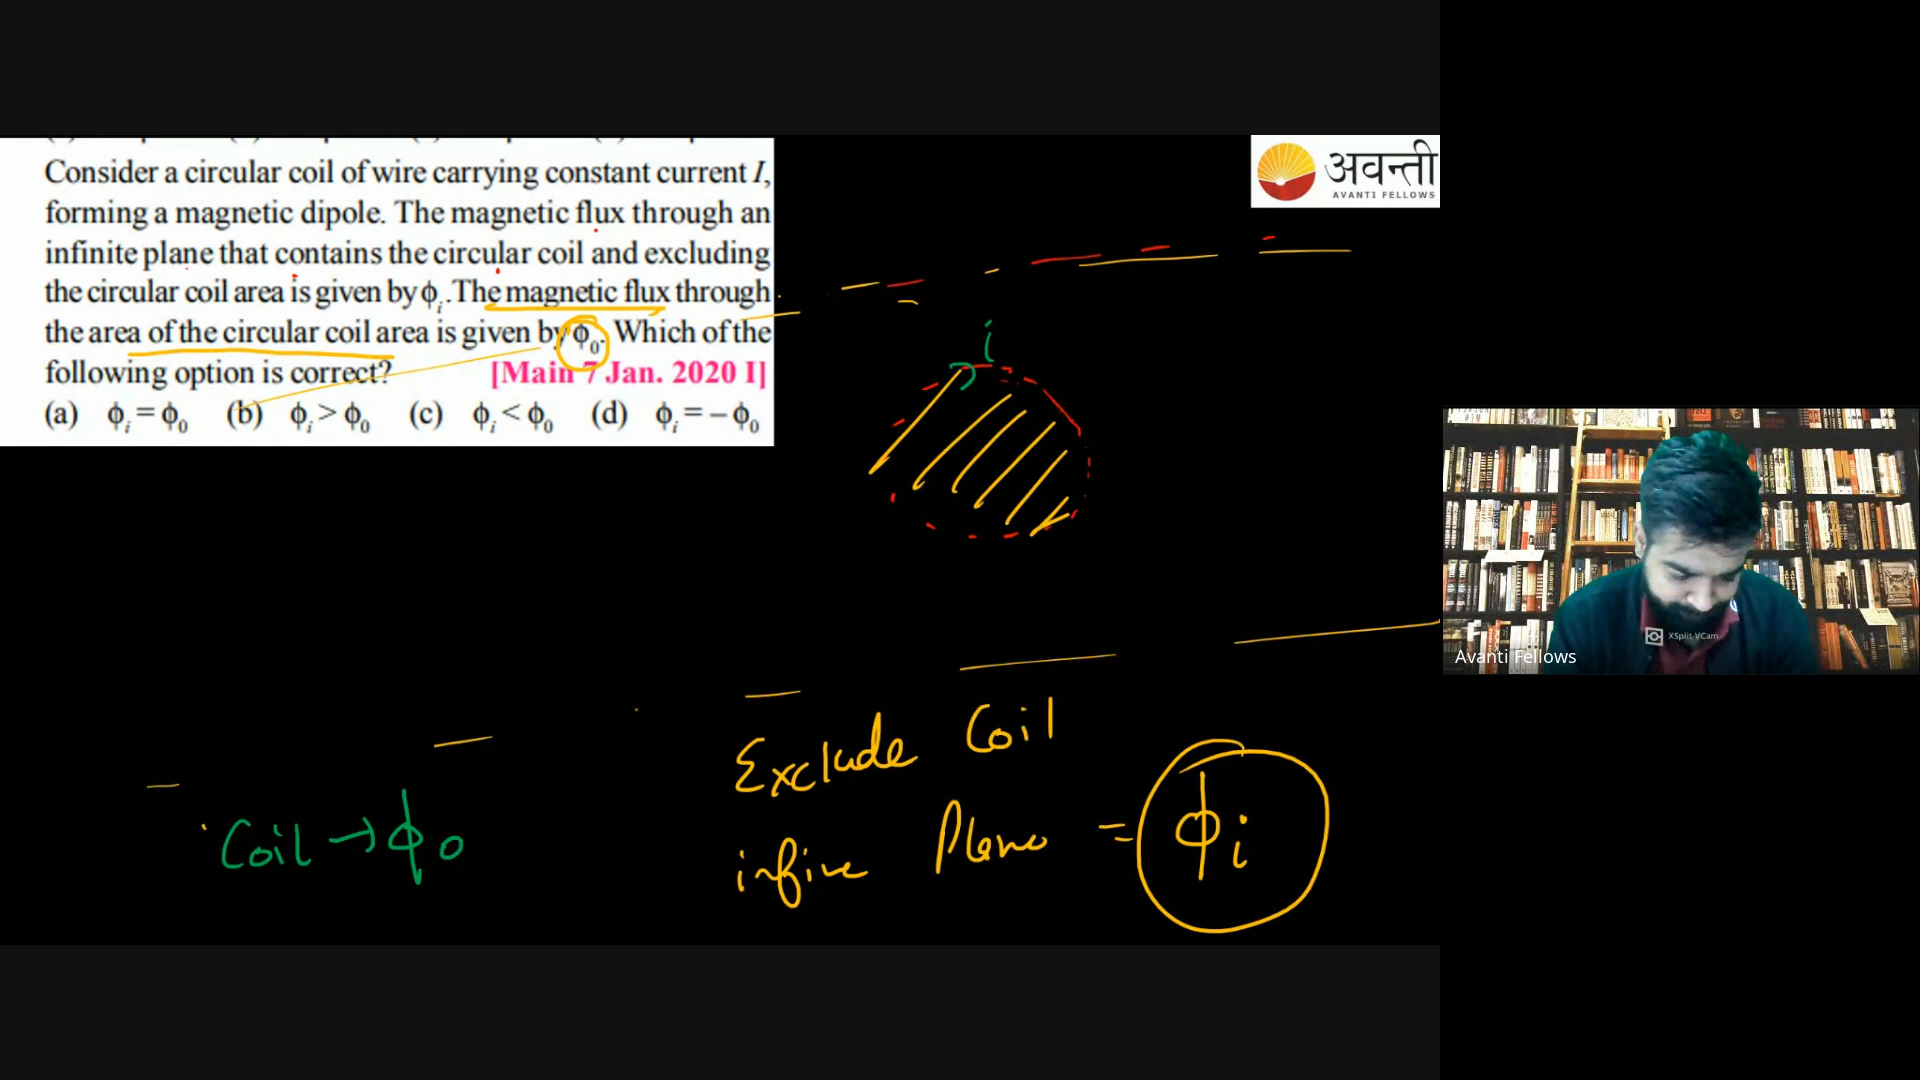 Consider a circular coil of wire carrying constant current I,
forming a magnetic dipole. The magnetic flux through an
infinite plane that contains the circular coil and excluding
the circular coil area is given by ϕi. The magnetic flux through
the area of the circular coil area is given by ϕ0. Which of the
following option is correct? [Main 7 Jan. 2020 I]
(a) ϕi = ϕ0 (b) ϕi > ϕ0 (c) ϕi < ϕ0 (d) ϕi = – ϕ0
अवन्ती
AVANTI FELLOWS
i
Exclude Coil
Plane = ϕi
Coil → ϕ0
XSplit VCam
Avanti Fellows